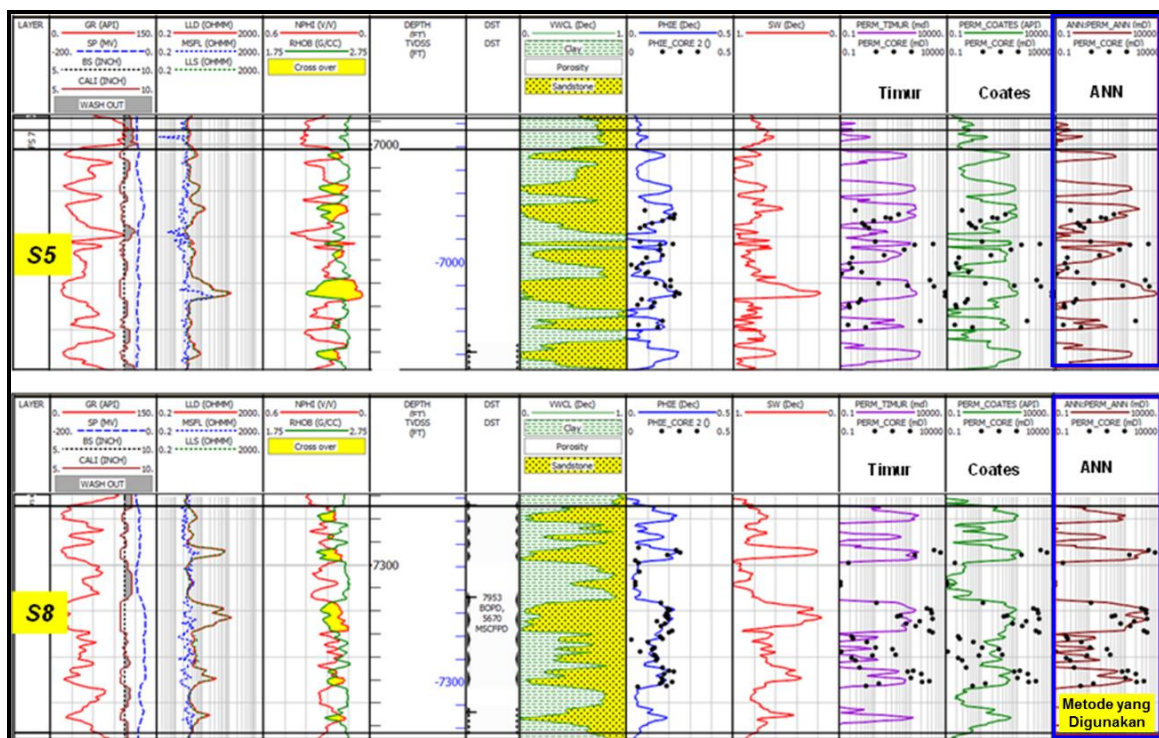 LAYER GR (API) LLD (OHMM) NPHI (V/V) DEPTH (FT) DST VWCL (Dec) PHIE (Dec) SW (Dec) PERM_TIMUR (md) PERM_COATES (API) ANN:PERM_ANN (mD)
0. 150. 0.2 2000. 0.6 0. TVDSS (FT) DST 0. 1. 0. 0.5 1. 0. 0.1 10000. 0.1 10000. 0.1 10000.
SP (MV) MSFL (OHMM) RHOB (G/CC) Clay PHIE_CORE 2 () PERM_CORE (mD) PERM_CORE (mD) PERM_CORE (mD)
-200. 0. 0.2 2000. 1.75 2.75 Porosity 0. 0.5 0.1 10000. 0.1 10000. 0.1 10000.
BS (INCH) LLS (OHMM) Cross over Sandstone
5. 10. 0.2 2000.
CALI (INCH) Timur Coates ANN
5. 10.
WASH OUT
7000
S5
-7000
LAYER GR (API) LLD (OHMM) NPHI (V/V) DEPTH (FT) DST VWCL (Dec) PHIE (Dec) SW (Dec) PERM_TIMUR (md) PERM_COATES (API) ANN:PERM_ANN (mD)
0. 150. 0.2 2000. 0.6 0. TVDSS (FT) DST 0. 1. 0. 0.5 1. 0. 0.1 10000. 0.1 10000. 0.1 10000.
SP (MV) MSFL (OHMM) RHOB (G/CC) Clay PHIE_CORE 2 () PERM_CORE (mD) PERM_CORE (mD) PERM_CORE (mD)
-200. 0. 0.2 2000. 1.75 2.75 Porosity 0. 0.5 0.1 10000. 0.1 10000. 0.1 10000.
BS (INCH) LLS (OHMM) Cross over Sandstone
5. 10. 0.2 2000.
CALI (INCH) Timur Coates ANN
5. 10.
WASH OUT
7300
S8
7953
BOPD,
5670
MSCFPD
-7300
Metode yang
Digunakan